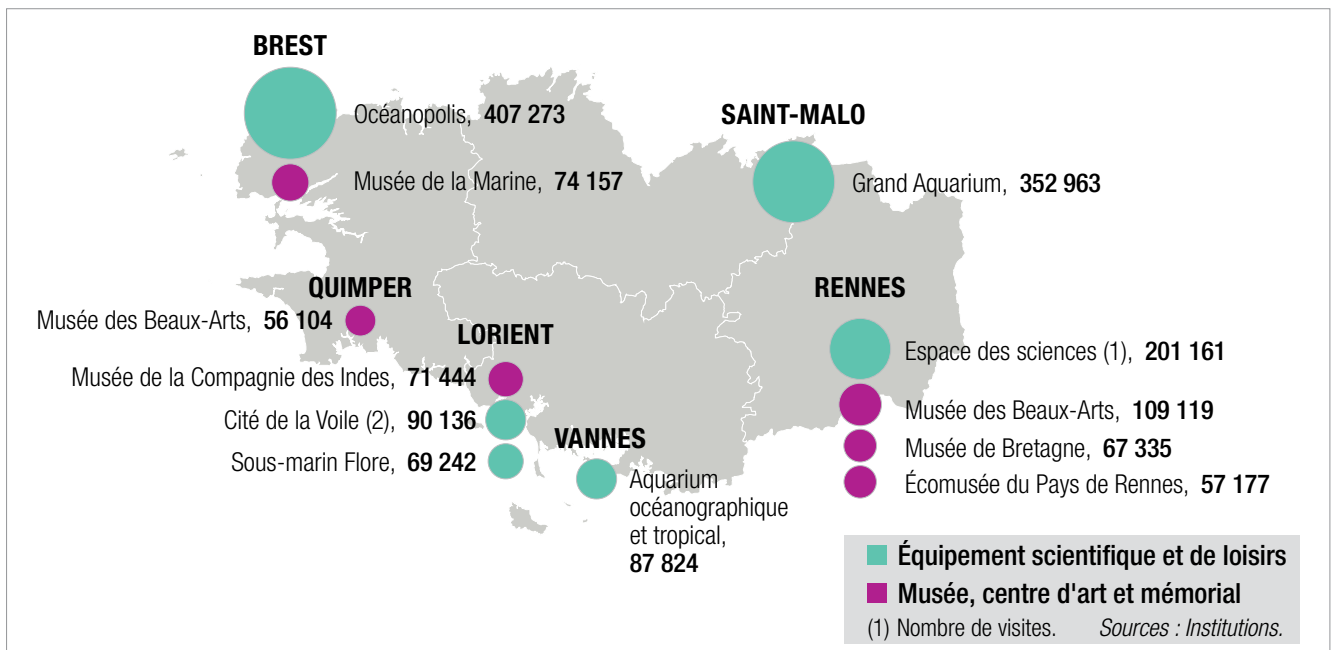 BREST
Océanopolis, 407 273
Musée de la Marine, 74 157
SAINT-MALO
Grand Aquarium, 352 963
QUIMPER
Musée des Beaux-Arts, 56 104
LORIENT
Musée de la Compagnie des Indes, 71 444
Cité de la Voile (2), 90 136
Sous-marin Flore, 69 242
VANNES
Aquarium
océanographique
et tropical,
87 824
RENNES
Espace des sciences (1), 201 161
Musée des Beaux-Arts, 109 119
Musée de Bretagne, 67 335
Écomusée du Pays de Rennes, 57 177
Équipement scientifique et de loisirs
Musée, centre d'art et mémorial
(1) Nombre de visites. Sources : Institutions.